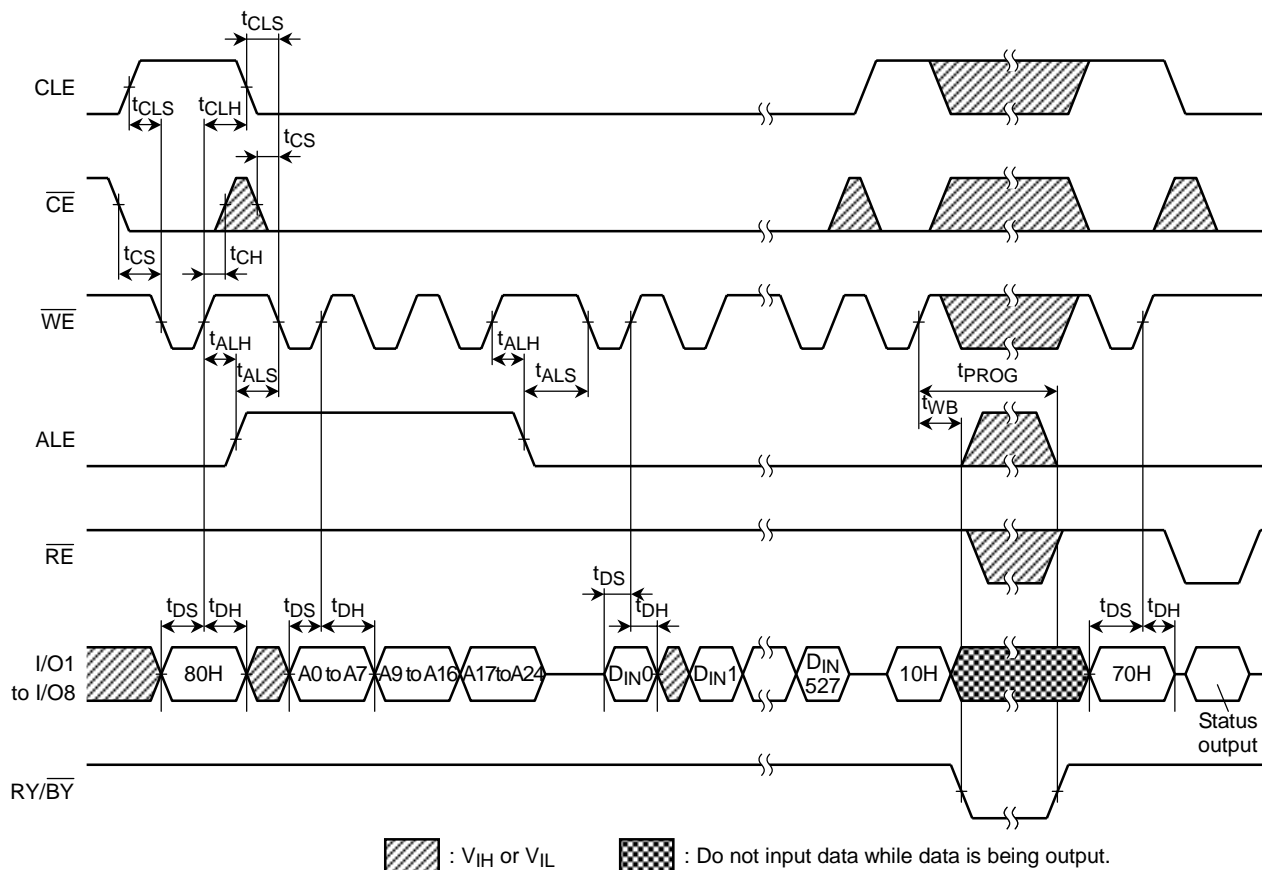 tCLS
CLE
tCLS tCLH
tCS
CE
tCS tCH
WE
tALH tALH
tALS tALS tPROG
tWB
ALE
RE
tDS
tDS tDH tDS tDH tDH tDS tDH
I/O1
to I/O8
80H A0 to A7 A9 to A16 A17 to A24 DIN0 DIN1 DIN
527 10H 70H
Status
output
RY/BY
: VIH or VIL : Do not input data while data is being output.